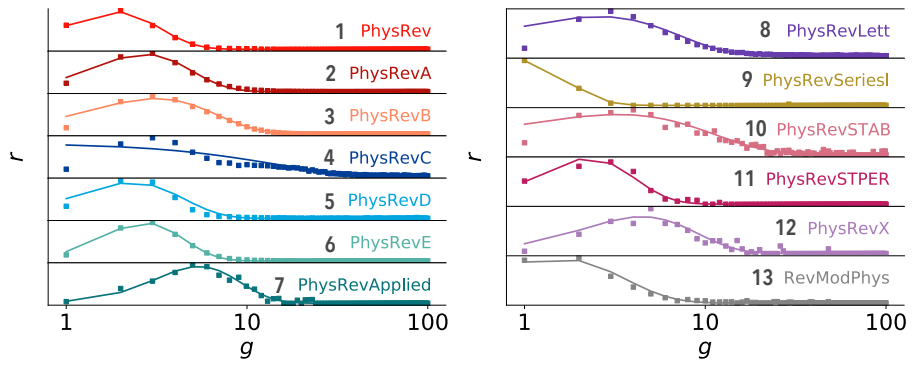 1 PhysRev
2 PhysRevA
3 PhysRevB
4 PhysRevC
5 PhysRevD
6 PhysRevE
7 PhysRevApplied
r
1 10 100
g
8 PhysRevLett
9 PhysRevSeriesI
10 PhysRevSTAB
11 PhysRevSTPER
12 PhysRevX
13 RevModPhys
r
1 10 100
g